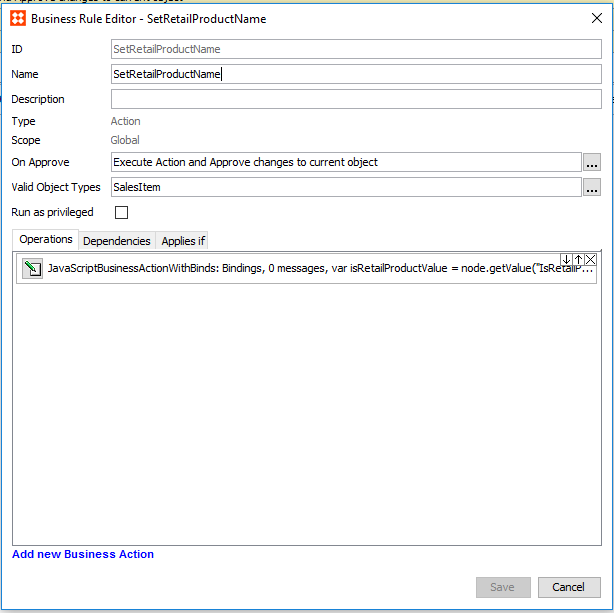 Business Rule Editor - SetRetailProductName
ID SetRetailProductName
Name SetRetailProductName
Description
Type Action
Scope Global
On Approve Execute Action and Approve changes to current object ...
Valid Object Types SalesItem ...
Run as privileged
Operations Dependencies Applies if
JavaScriptBusinessActionWithBinds: Bindings, 0 messages, var isRetailProductValue = node.getValue("IsRetailP...
Add new Business Action
Save Cancel